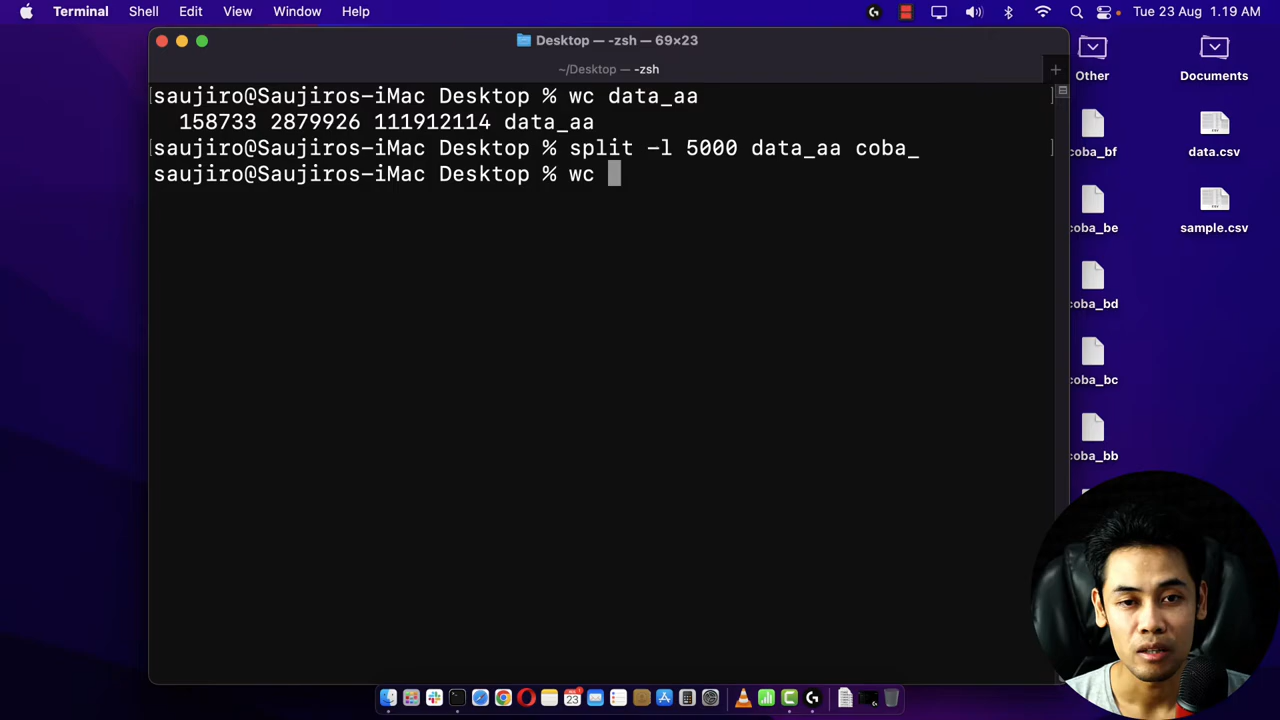 Terminal Shell Edit View Window Help Tue 23 Aug 1.19 AM
Desktop — -zsh — 69×23
~/Desktop — -zsh
saujiro@Saujiros-iMac Desktop % wc data_aa
158733 2879926 111912114 data_aa
saujiro@Saujiros-iMac Desktop % split -l 5000 data_aa coba_
saujiro@Saujiros-iMac Desktop % wc
Other
Documents
coba_bf
data.csv
coba_be
sample.csv
coba_bd
coba_bc
coba_bb